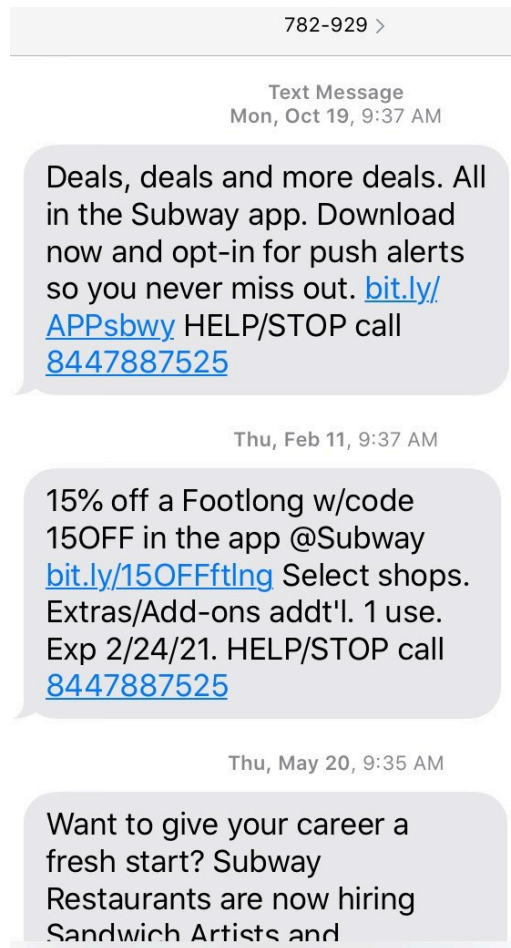 782-929 >
Text Message
Mon, Oct 19, 9:37 AM
Deals, deals and more deals. All
in the Subway app. Download
now and opt-in for push alerts
so you never miss out. bit.ly/
APPsbwy HELP/STOP call
8447887525
Thu, Feb 11, 9:37 AM
15% off a Footlong w/code
15OFF in the app @Subway
bit.ly/15OFFftlng Select shops.
Extras/Add-ons addt'l. 1 use.
Exp 2/24/21. HELP/STOP call
8447887525
Thu, May 20, 9:35 AM
Want to give your career a
fresh start? Subway
Restaurants are now hiring
Sandwich Artists and